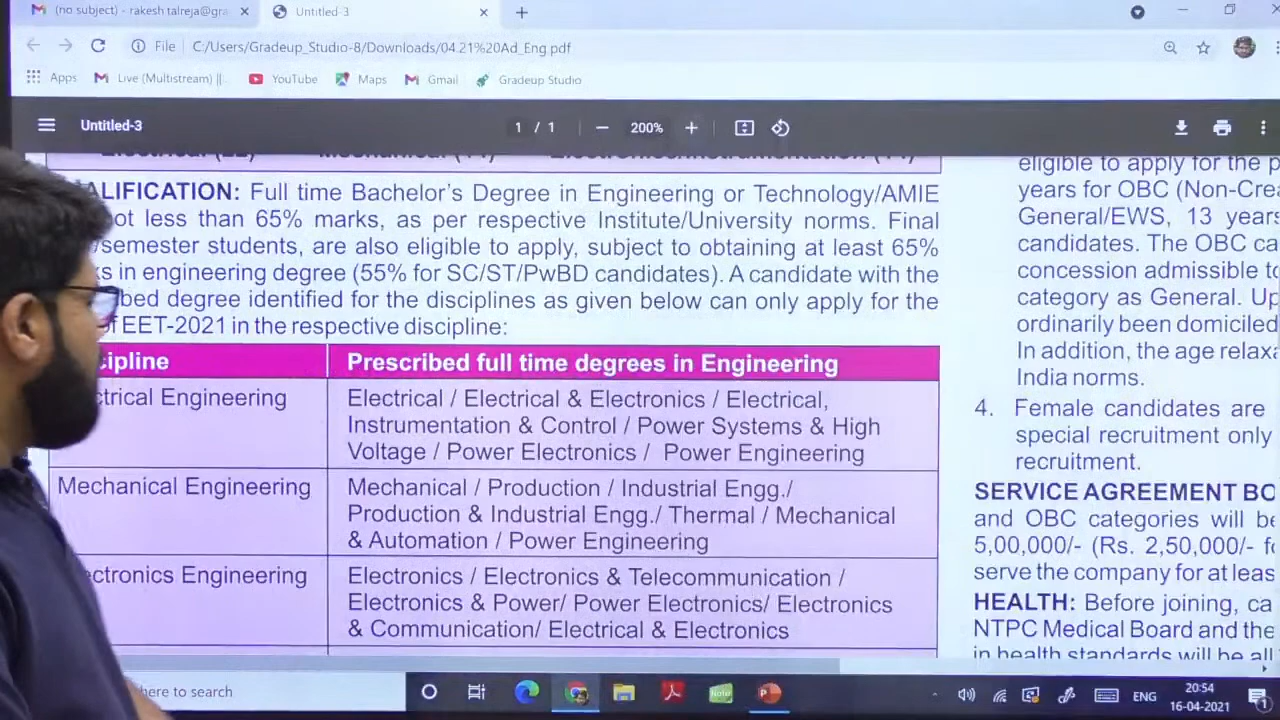 (no subject) - rakesh talreja@gra
Untitled-3
File C:/Users/Gradeup_Studio-8/Downloads/04.21%20Ad_Eng.pdf
Apps Live (Multistream) || YouTube Maps Gmail Gradeup Studio
Untitled-3 1 / 1 200%
ALIFICATION: Full time Bachelor's Degree in Engineering or Technology/AMIE
ot less than 65% marks, as per respective Institute/University norms. Final
/semester students, are also eligible to apply, subject to obtaining at least 65%
s in engineering degree (55% for SC/ST/PwBD candidates). A candidate with the
bed degree identified for the disciplines as given below can only apply for the
of EET-2021 in the respective discipline:
cipline Prescribed full time degrees in Engineering
ctrical Engineering
Electrical / Electrical & Electronics / Electrical,
Instrumentation & Control / Power Systems & High
Voltage / Power Electronics / Power Engineering
Mechanical Engineering
Mechanical / Production / Industrial Engg./
Production & Industrial Engg./ Thermal / Mechanical
& Automation / Power Engineering
ectronics Engineering
Electronics / Electronics & Telecommunication /
Electronics & Power/ Power Electronics/ Electronics
& Communication/ Electrical & Electronics
eligible to apply for the p
years for OBC (Non-Crea
General/EWS, 13 years
candidates. The OBC ca
concession admissible to
category as General. Up
ordinarily been domiciled
In addition, the age relaxa
India norms.
4. Female candidates are
special recruitment only
recruitment.
SERVICE AGREEMENT BO
and OBC categories will be
5,00,000/- (Rs. 2,50,000/- fo
serve the company for at leas
HEALTH: Before joining, ca
NTPC Medical Board and the
in health standards will be all
here to search
ENG
20:54
16-04-2021